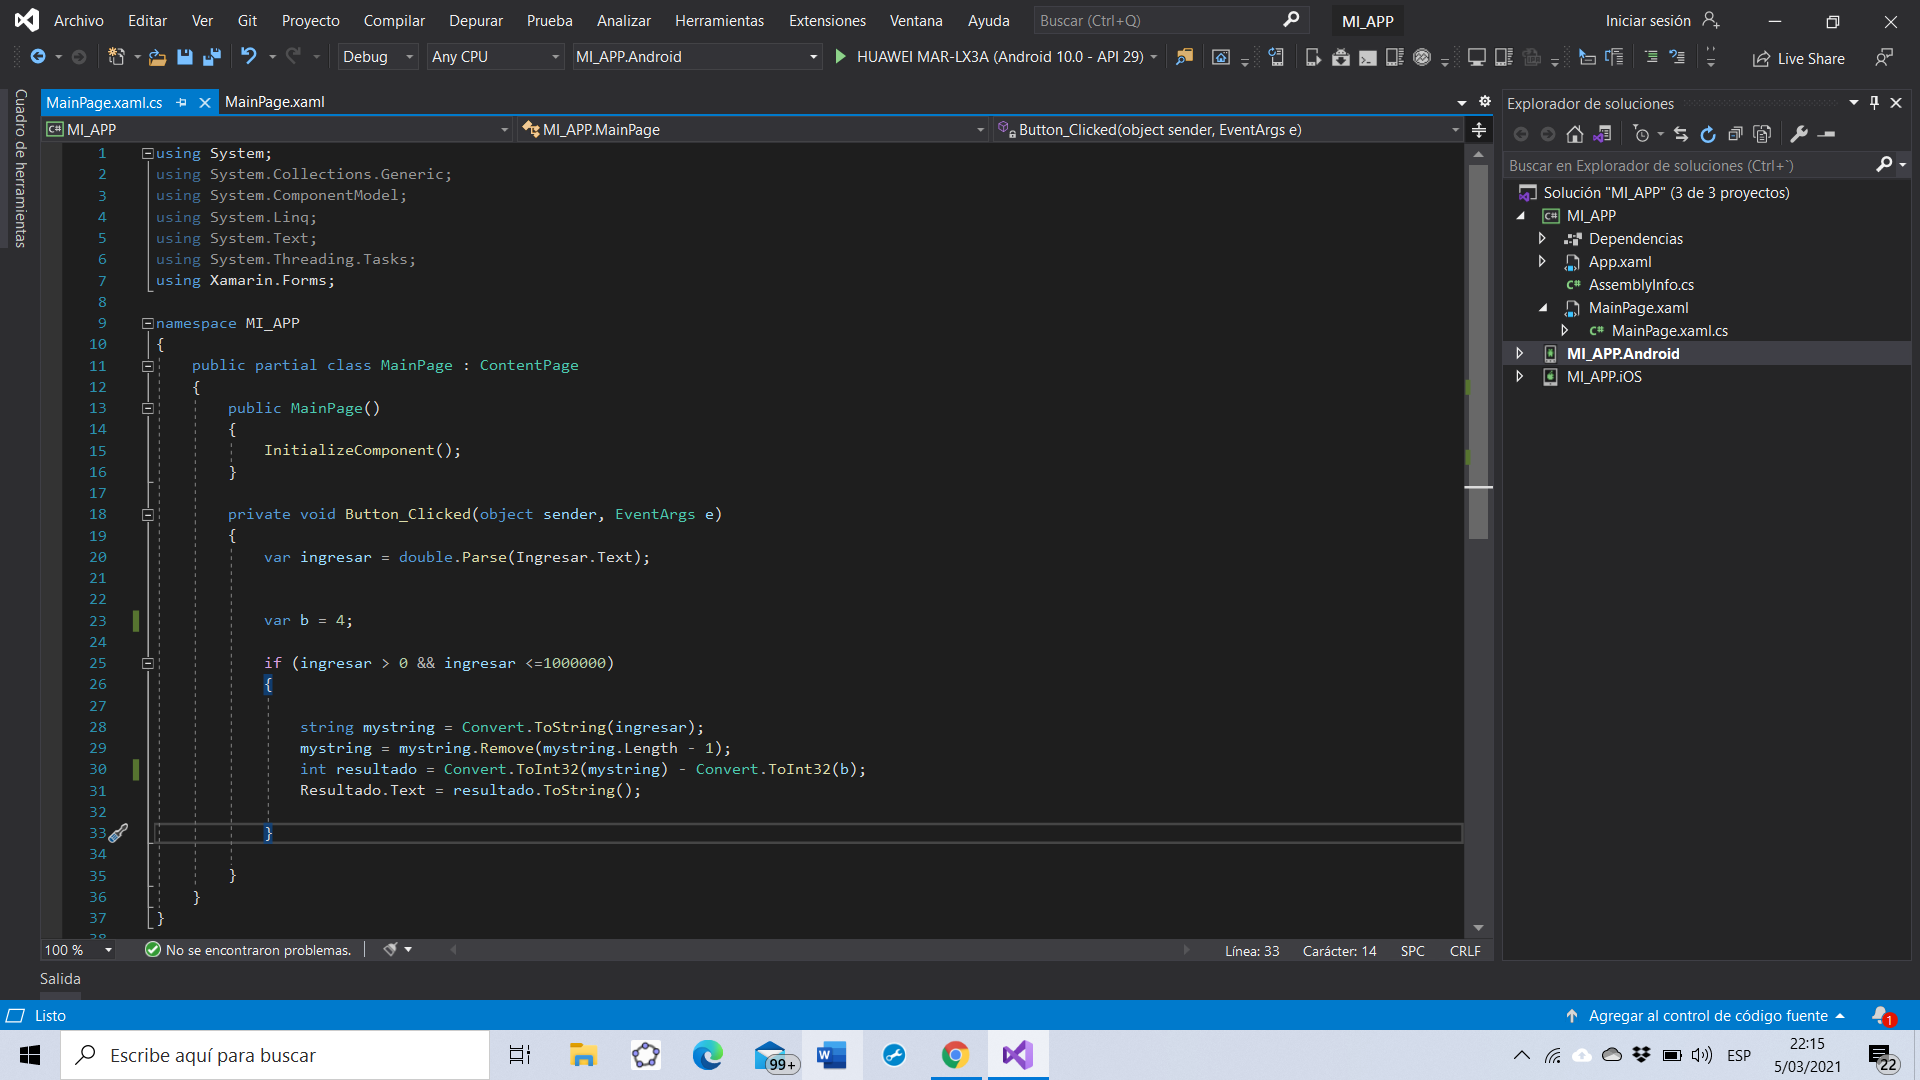 Archivo Editar Ver Git Proyecto Compilar Depurar Prueba Analizar Herramientas Extensiones Ventana Ayuda Buscar (Ctrl+Q) MI_APP Iniciar sesión
Debug Any CPU MI_APP.Android HUAWEI MAR-LX3A (Android 10.0 - API 29) Live Share
Cuadro de herramientas
MainPage.xaml.cs MainPage.xaml
MI_APP MI_APP.MainPage Button_Clicked(object sender, EventArgs e)
1 using System;
2 using System.Collections.Generic;
3 using System.ComponentModel;
4 using System.Linq;
5 using System.Text;
6 using System.Threading.Tasks;
7 using Xamarin.Forms;
8
9 namespace MI_APP
10 {
11 public partial class MainPage : ContentPage
12 {
13 public MainPage()
14 {
15 InitializeComponent();
16 }
17
18 private void Button_Clicked(object sender, EventArgs e)
19 {
20 var ingresar = double.Parse(Ingresar.Text);
21
22
23 var b = 4;
24
25 if (ingresar > 0 && ingresar <=1000000)
26 {
27
28 string mystring = Convert.ToString(ingresar);
29 mystring = mystring.Remove(mystring.Length - 1);
30 int resultado = Convert.ToInt32(mystring) - Convert.ToInt32(b);
31 Resultado.Text = resultado.ToString();
32
33 }
34
35 }
36 }
37 }
38
100 % No se encontraron problemas. Línea: 33 Carácter: 14 SPC CRLF
Explorador de soluciones
Buscar en Explorador de soluciones (Ctrl+`)
Solución "MI_APP" (3 de 3 proyectos)
C# MI_APP
Dependencias
App.xaml
C# AssemblyInfo.cs
MainPage.xaml
C# MainPage.xaml.cs
MI_APP.Android
MI_APP.iOS
Salida
Listo Agregar al control de código fuente 1
Escribe aquí para buscar 99+ ESP 22:15
5/03/2021 22